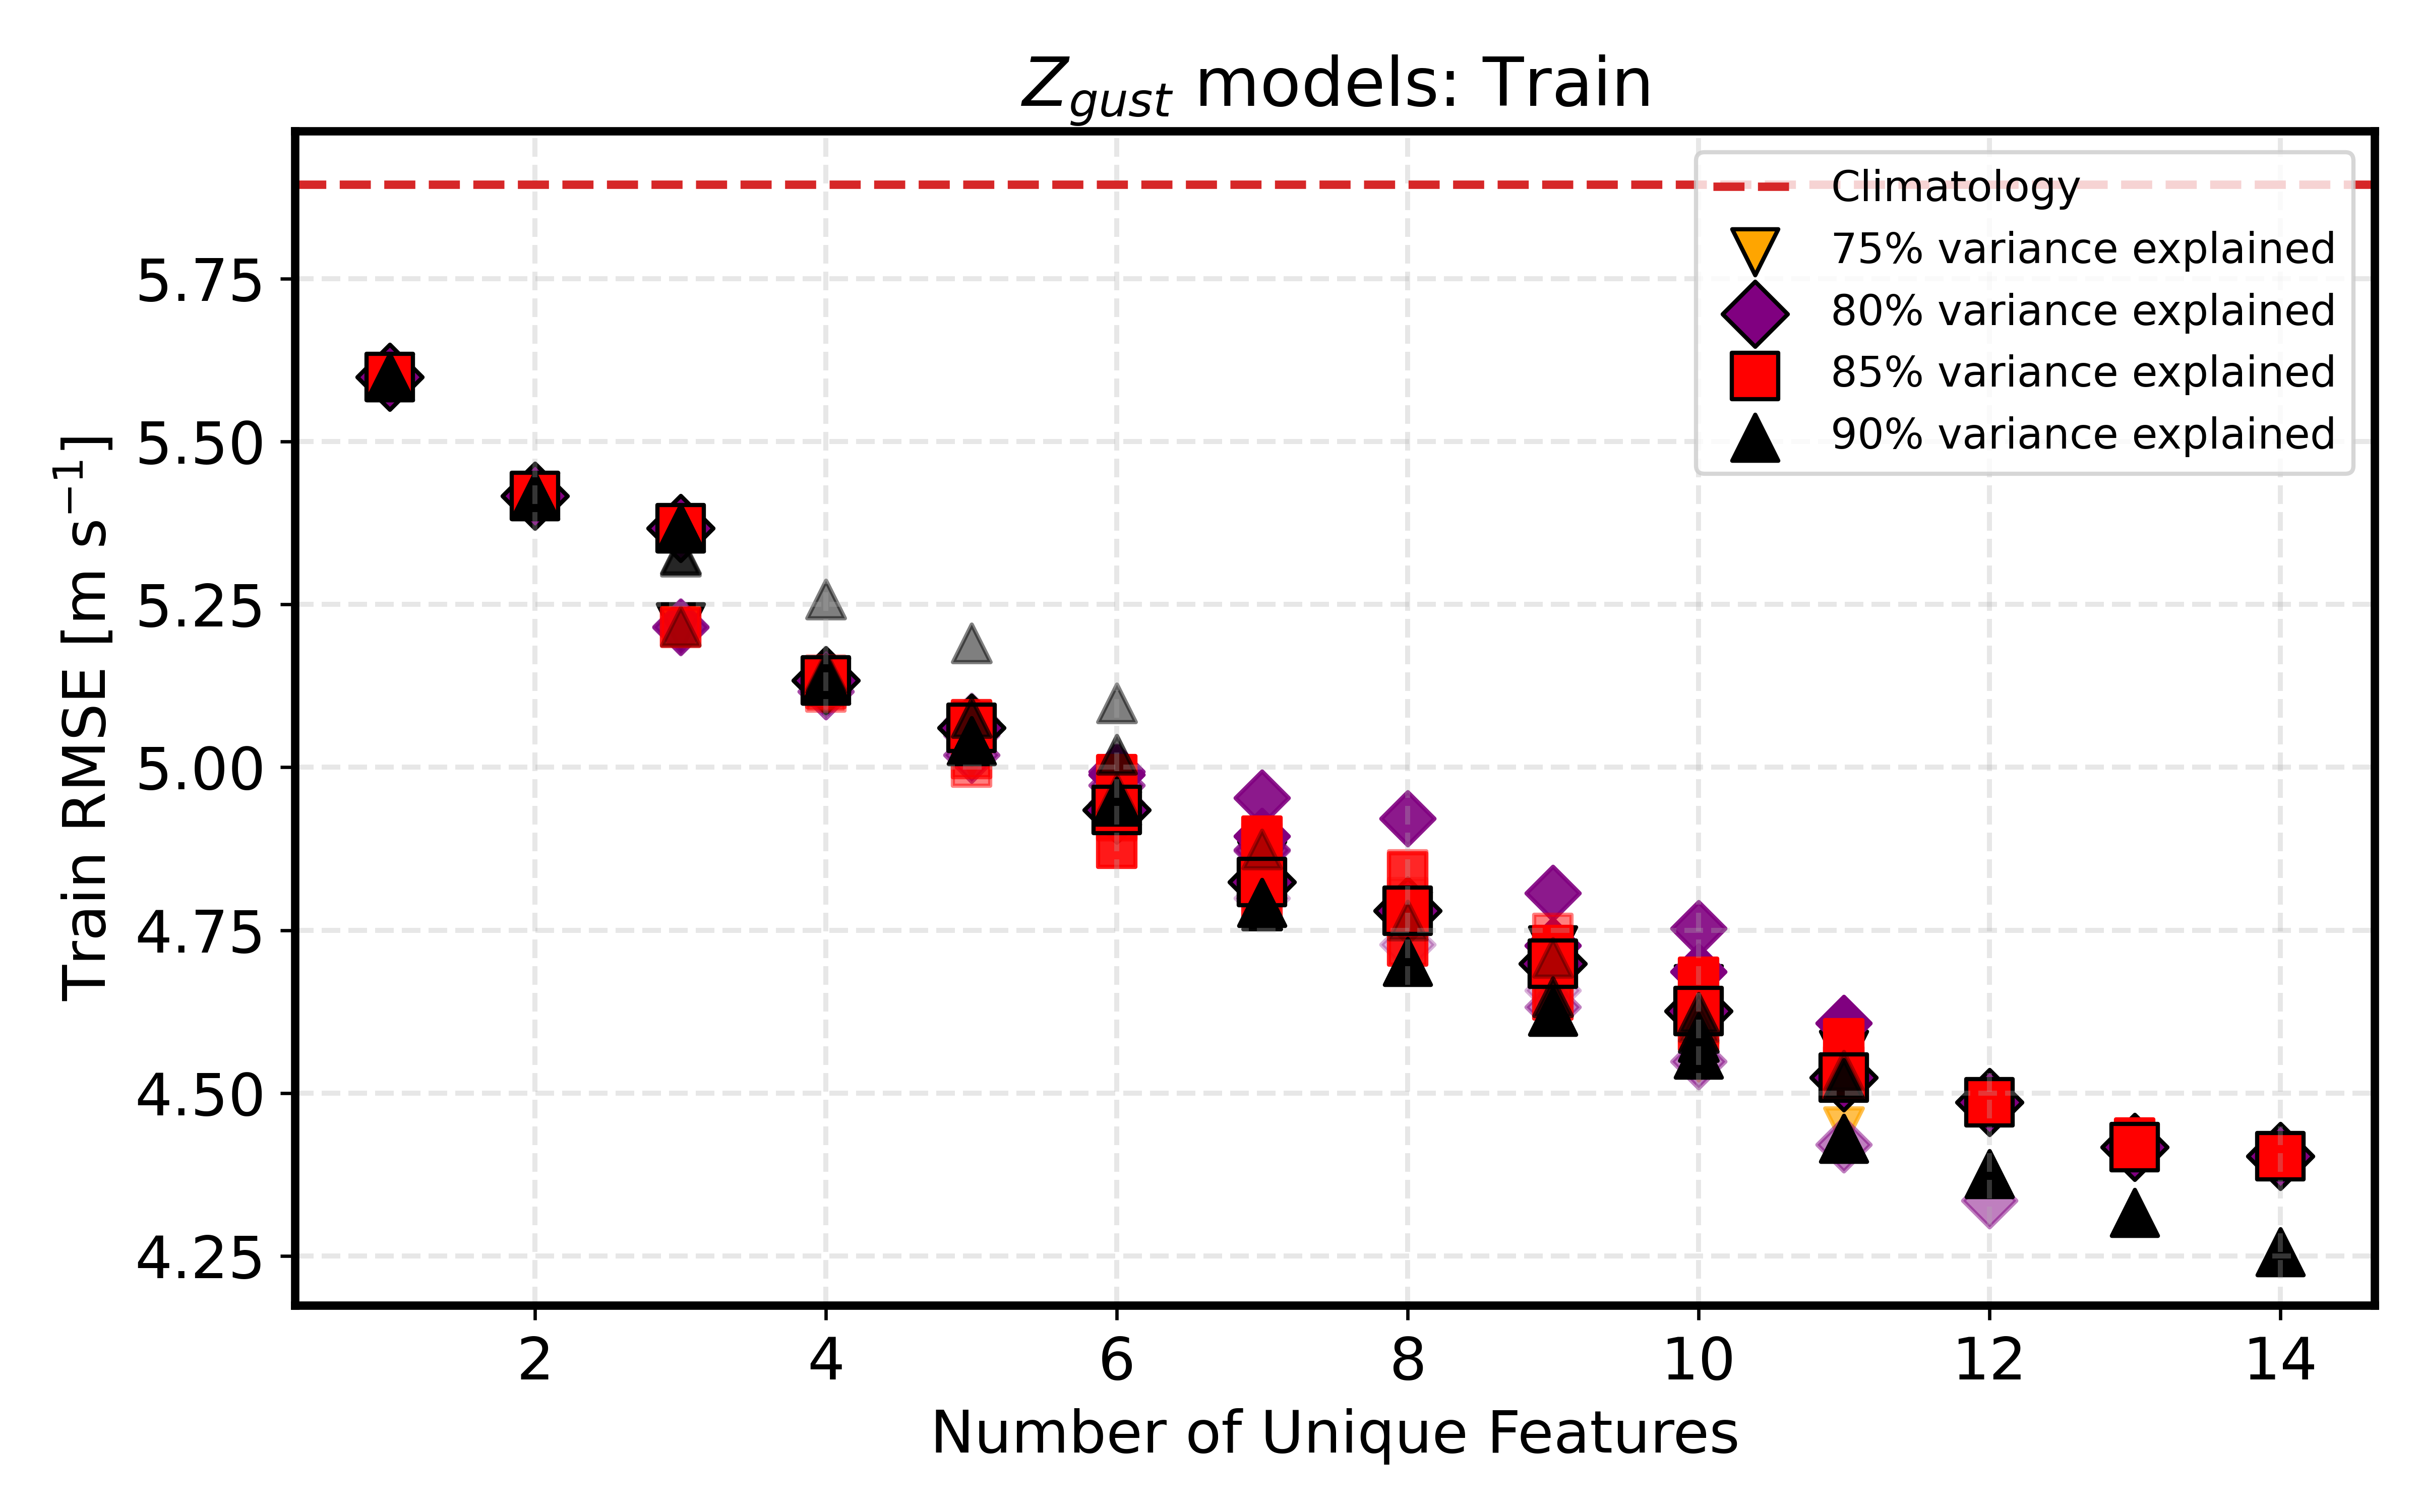 Z_gust models: Train
Climatology
75% variance explained
80% variance explained
85% variance explained
90% variance explained
Train RMSE [m s⁻¹]
5.75
5.50
5.25
5.00
4.75
4.50
4.25
2 4 6 8 10 12 14
Number of Unique Features